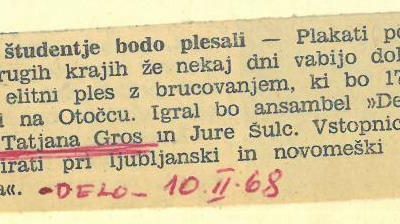 študentje bodo plesali — Plakati po
rugih krajih že nekaj dni vabijo dol
elitni ples z brucovanjem, ki bo 17
i na Otočcu. Igral bo ansambel »De
Tatjana Gros in Jure Šulc. Vstopnic
irati pri ljubljanski in novomeški
a«. -DELO- 10. II. 68